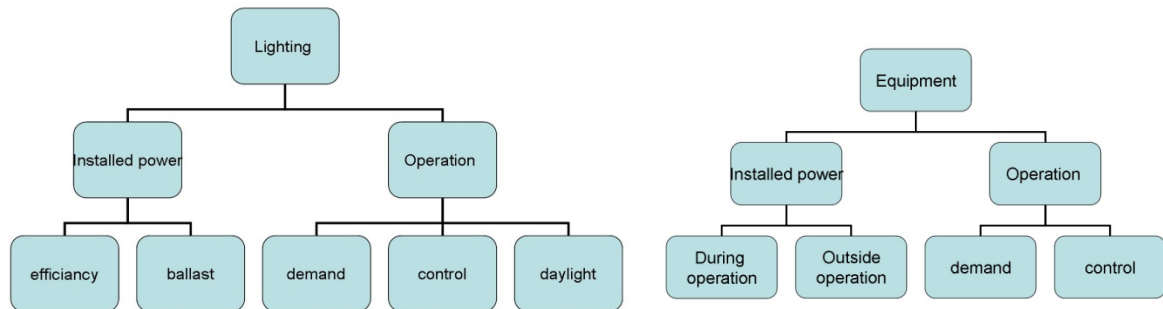 Lighting
Installed power
Operation
efficiancy
ballast
demand
control
daylight
Equipment
Installed power
Operation
During
operation
Outside
operation
demand
control